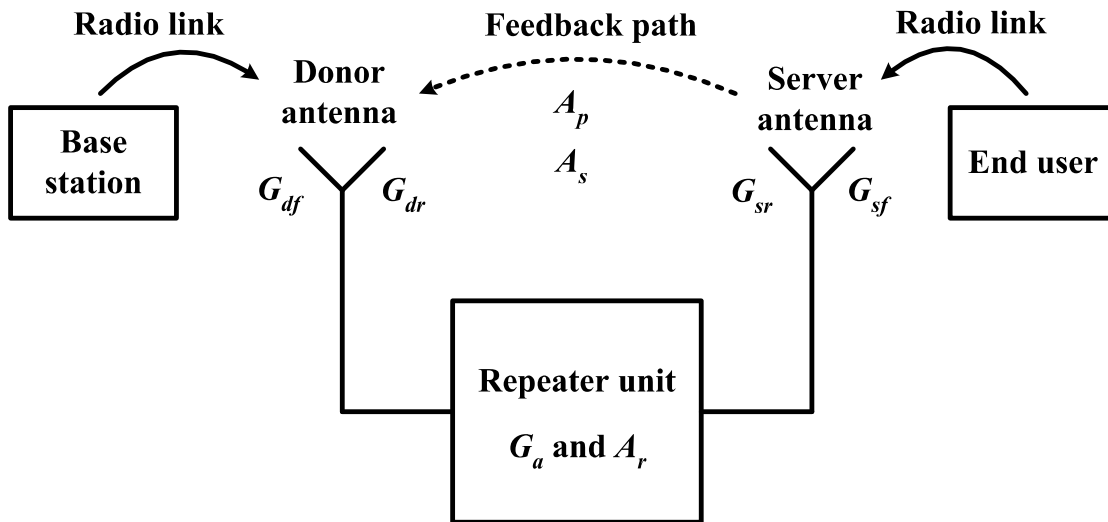 Radio link
Feedback path
Radio link
Donor
antenna
Server
antenna
Base
station
A_p
A_s
End user
G_df
G_dr
G_sr
G_sf
Repeater unit
G_a and A_r